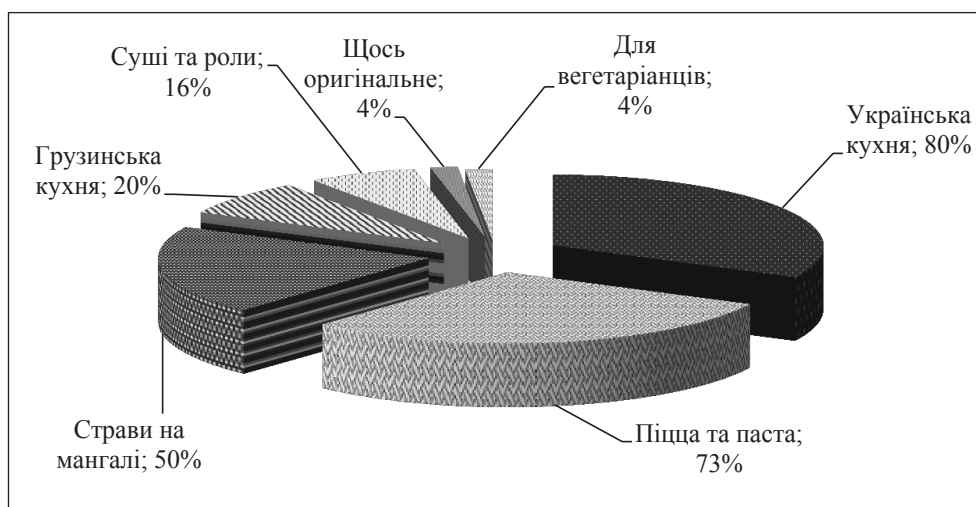 Суші та роли;
16%
Щось
оригінальне;
4%
Для
вегетаріанців;
4%
Українська
кухня; 80%
Грузинська
кухня; 20%
Страви на
мангалі; 50%
Піцца та паста;
73%